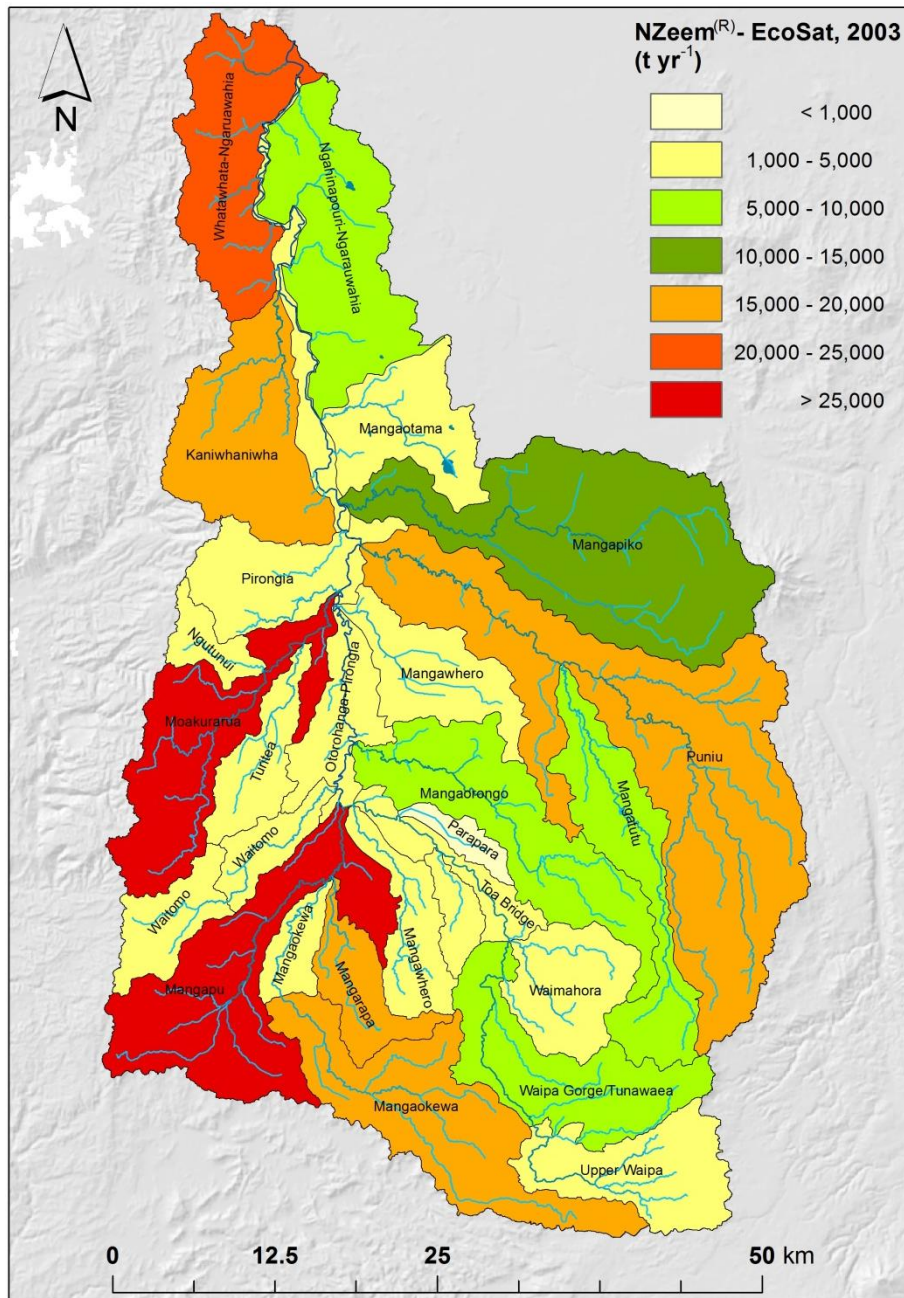 NZeem(R)- EcoSat, 2003
(t yr-1)
< 1,000
1,000 - 5,000
5,000 - 10,000
10,000 - 15,000
15,000 - 20,000
20,000 - 25,000
> 25,000
N
Whatawhata-Ngaruawahia
Ngahinapouri-Ngarauwahia
Mangaotama
Kaniwhaniwha
Mangapiko
Pirongia
Ngutunui
Mangawhero
Otorohanga-Pirongia
Moakurarua
Tunlea
Puniu
Mangaorongo
Mangatutu
Parapara
Waitomo
Toa Bridge
Waitomo
Mangaokewa
Mangawhero
Mangapu
Mangarapa
Waimahora
Waipa Gorge/Tunawaea
Mangaokewa
Upper Waipa
0 12.5 25 50 km